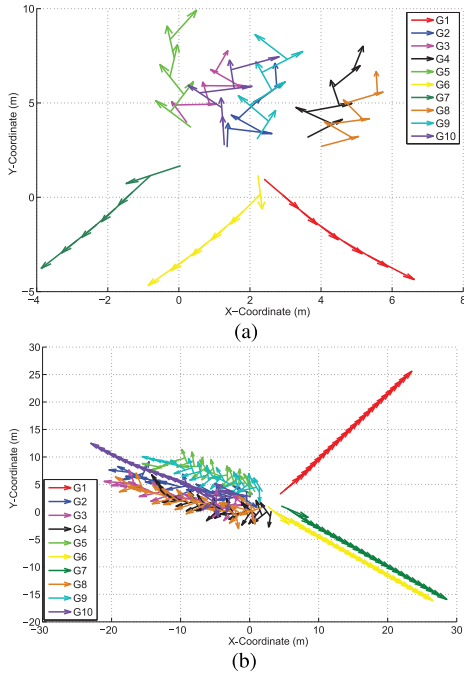 10
5
0
−5
Y-Coordinate (m)
−4
−2
0
2
4
6
8
X−Coordinate (m)
G1
G2
G3
G4
G5
G6
G7
G8
G9
G10
(a)
30
25
20
15
10
5
0
−5
−10
−15
−20
Y-Coordinate (m)
−30
−20
−10
0
10
20
30
X-Coordinate (m)
G1
G2
G3
G4
G5
G6
G7
G8
G9
G10
(b)